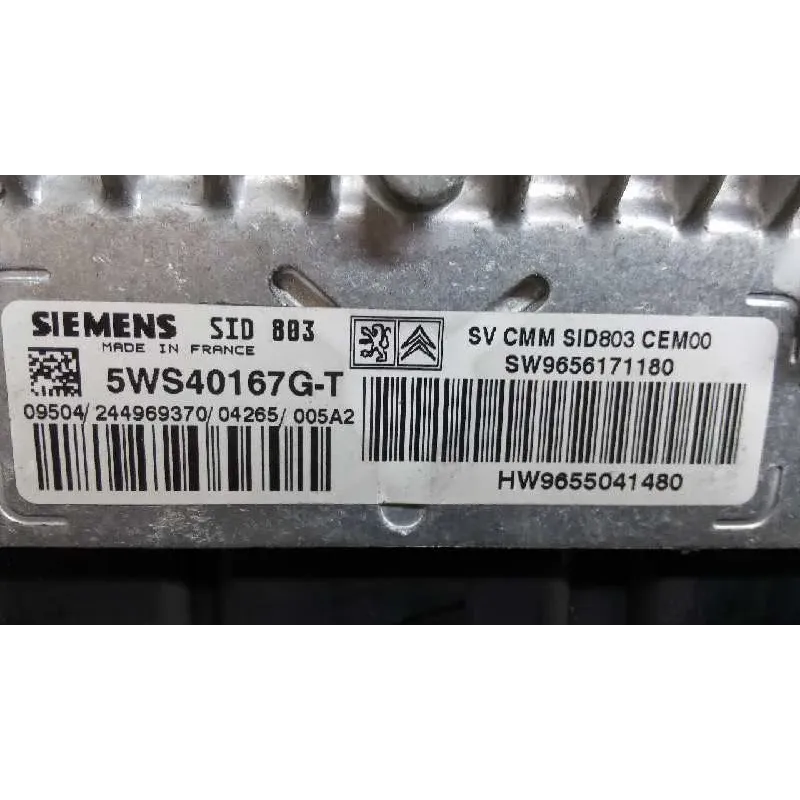 SIEMENS SID 803
MADE IN FRANCE
5WS40167G-T
09504/244969370/04265/005A2
SV CMM SID803 CEM00
SW9656171180
HW9655041480